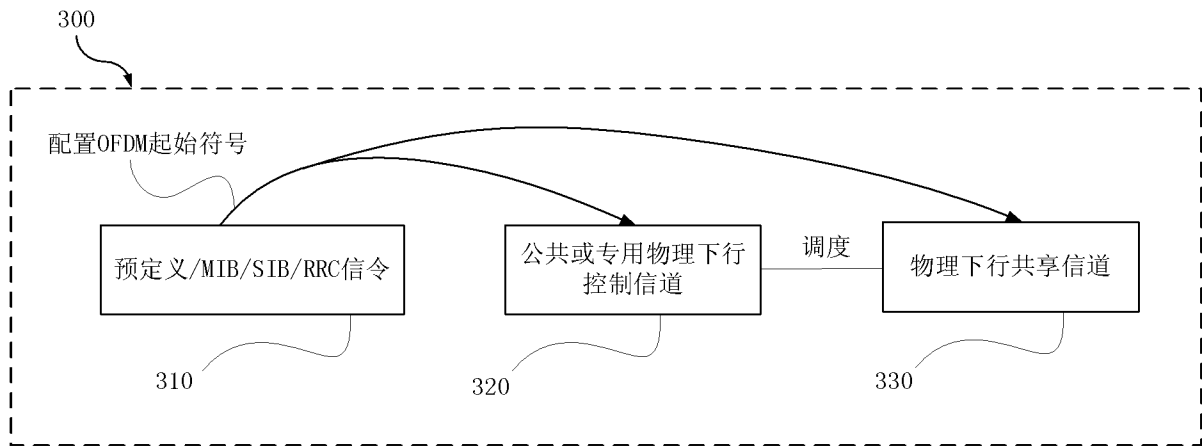 300
配置OFDM起始符号
预定义/MIB/SIB/RRC信令
公共或专用物理下行
控制信道
调度
物理下行共享信道
310
320
330